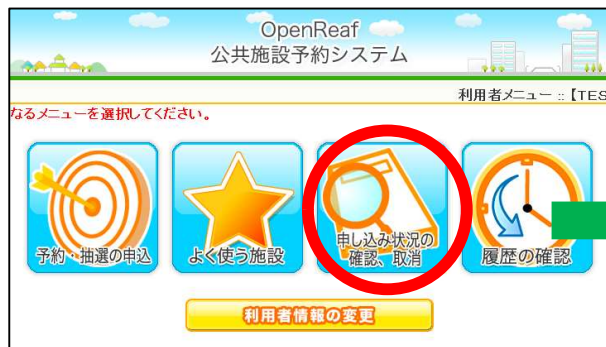 OpenReaf
公共施設予約システム
利用者メニュー :: 【TES
なるメニューを選択してください。
予約・抽選の申込
よく使う施設
申し込み状況の
確認、取消
履歴の確認
利用者情報の変更